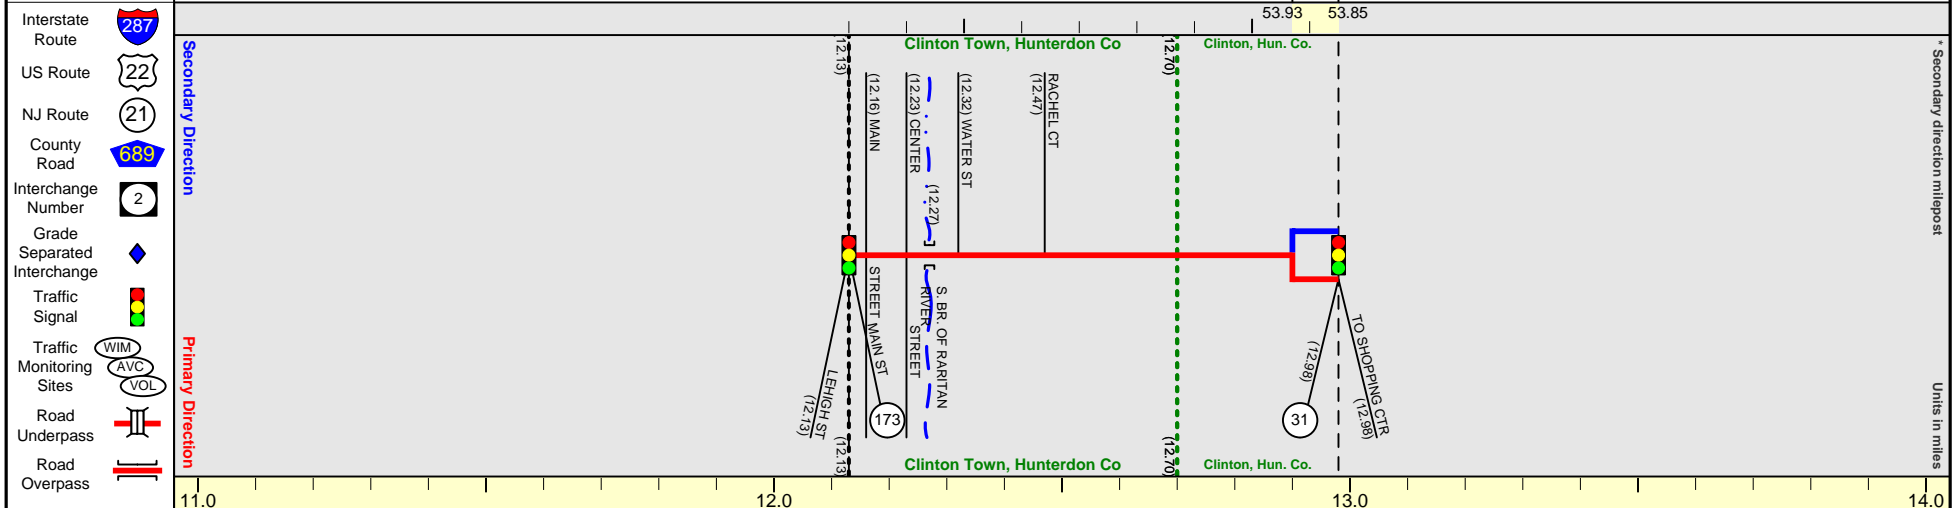 Interstate
Route
287
US Route
22
NJ Route
21
County
Road
689
Interchange
Number
2
Grade
Separated
Interchange
Traffic
Signal
Traffic
Monitoring
Sites
WIM
AVC
VOL
Road
Underpass
Road
Overpass
Secondary Direction
Primary Direction
53.93
53.85
Clinton Town, Hunterdon Co
Clinton, Hun. Co.
(12.13)
(12.16) MAIN
STREET
(12.23) CENTER
STREET
(12.27)
S. BR. OF RARITAN
RIVER
(12.32) WATER ST
RACHEL CT
(12.47)
(12.70)
LEHIGH ST
(12.13)
MAIN ST
173
(12.98)
31
TO SHOPPING CTR
(12.98)
(12.13)
Clinton Town, Hunterdon Co
(12.70)
Clinton, Hun. Co.
* Secondary direction milepost
Units in miles
11.0
12.0
13.0
14.0